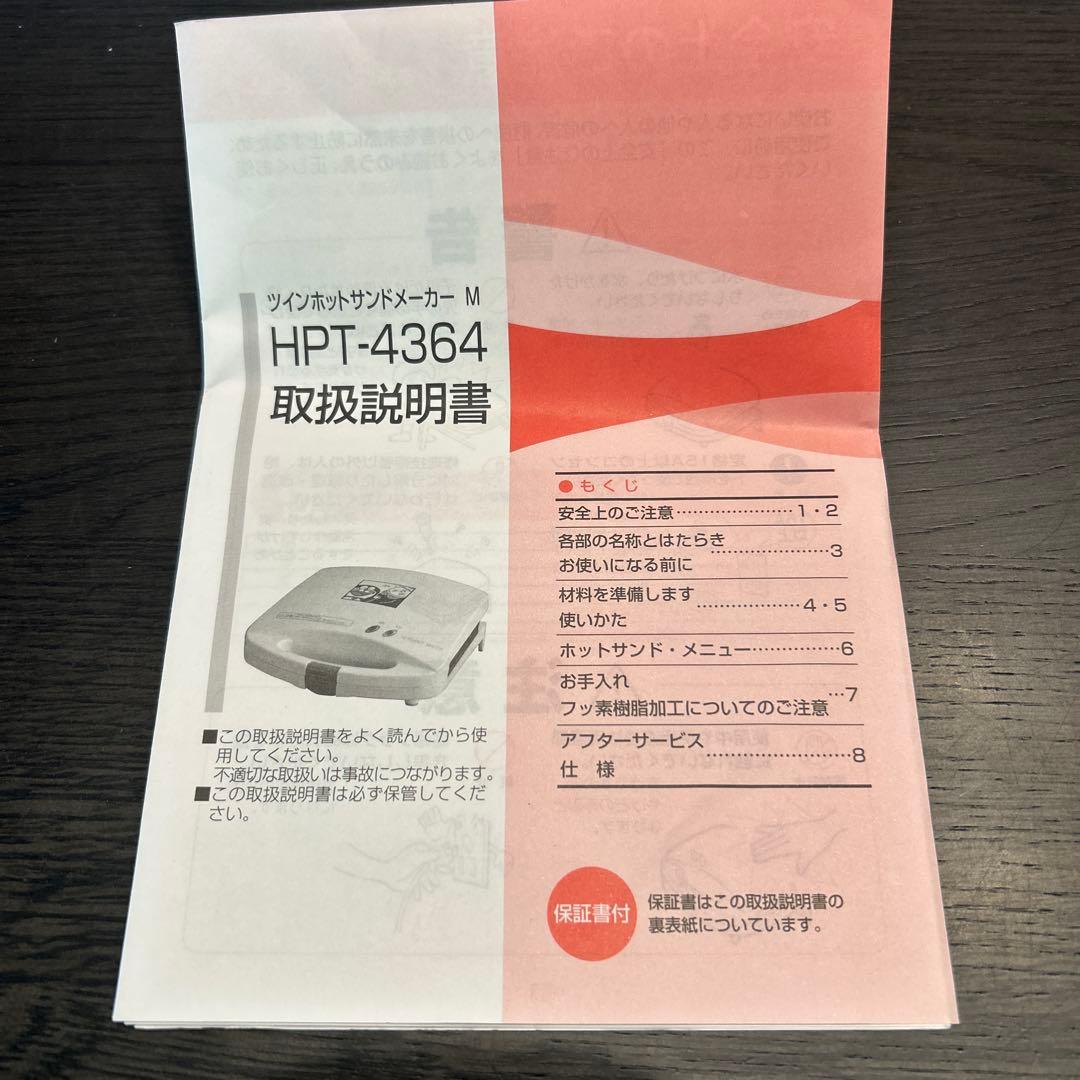 ツインホットサンドメーカー M
HPT-4364
取扱説明書
■この取扱説明書をよく読んでから使
用してください。
不適切な取扱いは事故につながります。
■この取扱説明書は必ず保管してくだ
さい。
●もくじ
安全上のご注意…………………1・2
各部の名称とはたらき
お使いになる前に…………………3
材料を準備します
使いかた…………………4・5
ホットサンド・メニュー……………6
お手入れ
フッ素樹脂加工についてのご注意…7
アフターサービス
仕 様…………………8
保証書付
保証書はこの取扱説明書の
裏表紙についています。